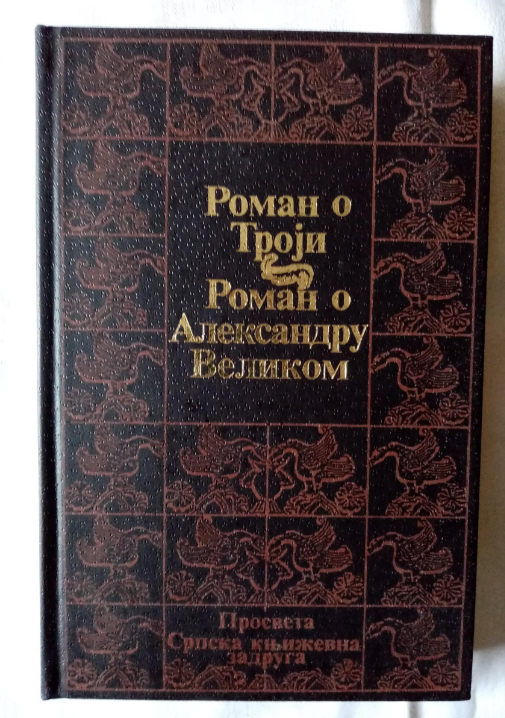 Роман о
Троји
Роман о
Александру
Великом
Просвета
Српска књижевна
задруга